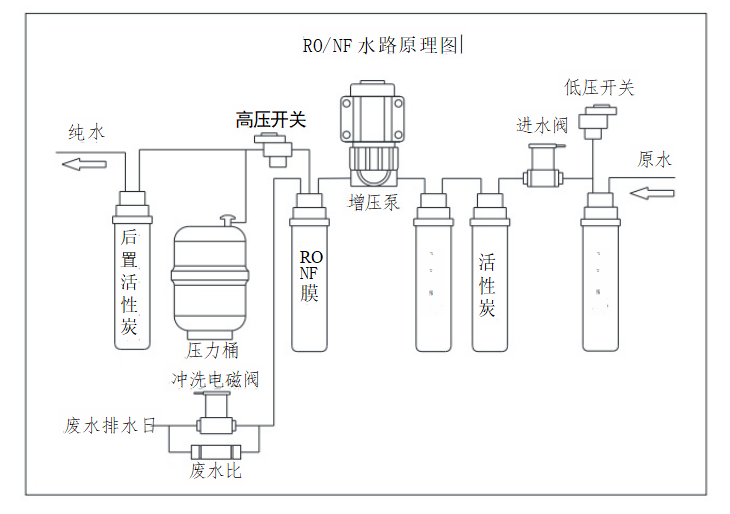 RO/NF 水路原理图
低压开关
高压开关
进水阀
纯水
原水
增压泵
后置活性炭
RO
NF
膜
活性炭
压力桶
冲洗电磁阀
废水排水日
废水比